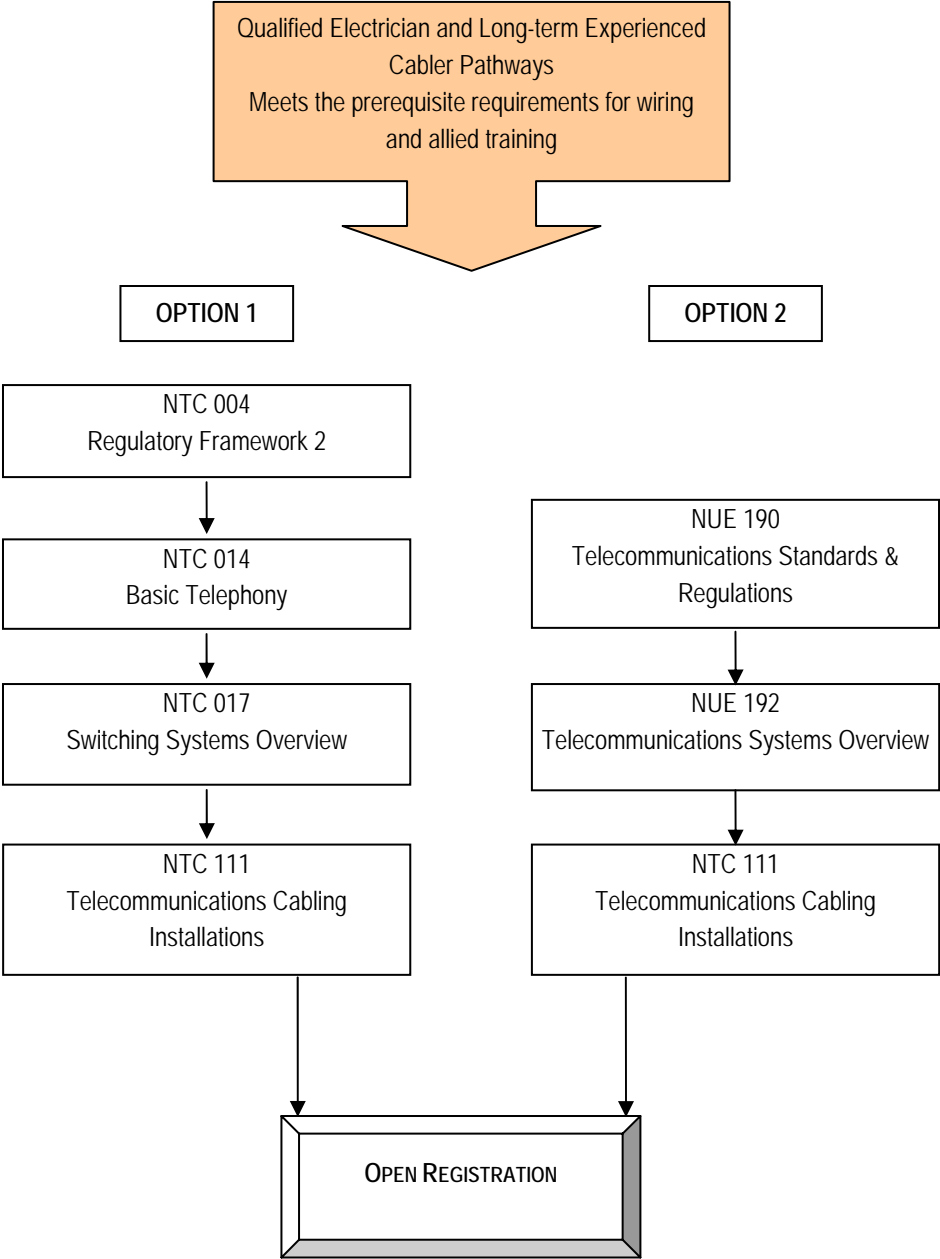 Qualified Electrician and Long-term Experienced
Cabler Pathways
Meets the prerequisite requirements for wiring
and allied training
OPTION 1
NTC 004
Regulatory Framework 2
NTC 014
Basic Telephony
NTC 017
Switching Systems Overview
NTC 111
Telecommunications Cabling
Installations
OPTION 2
NUE 190
Telecommunications Standards &
Regulations
NUE 192
Telecommunications Systems Overview
NTC 111
Telecommunications Cabling
Installations
OPEN REGISTRATION